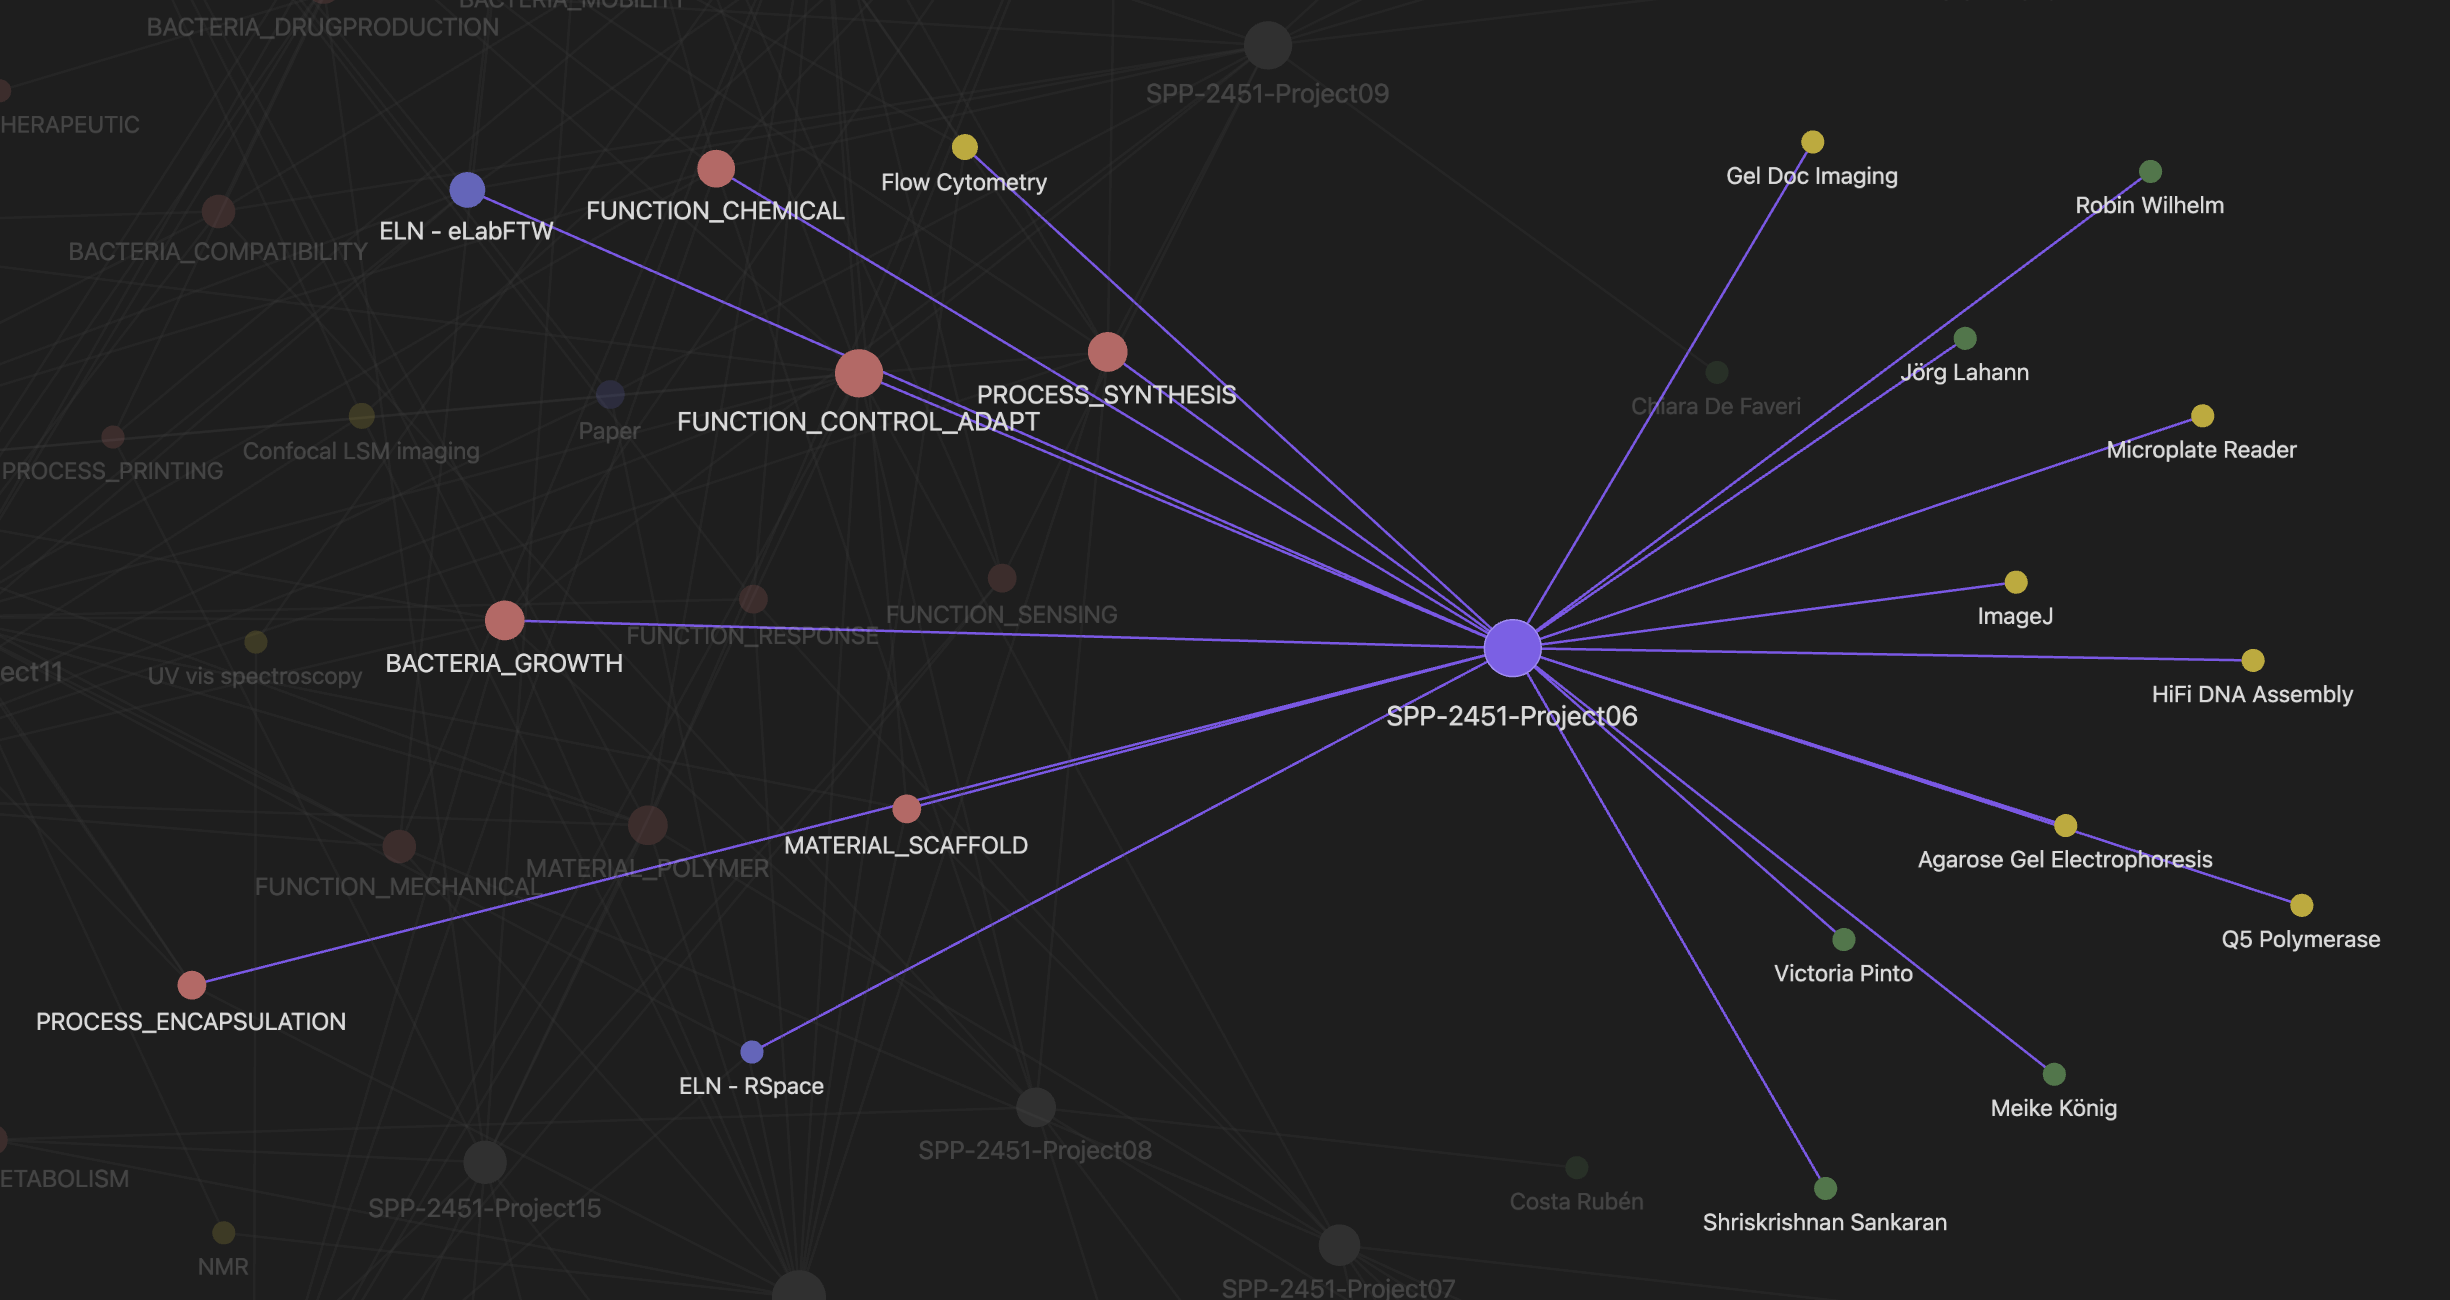 BACTERIA_MOBILITY
BACTERIA_DRUGPRODUCTION
SPP-2451-Project09
HERAPEUTIC
Flow Cytometry
Gel Doc Imaging
Robin Wilhelm
FUNCTION_CHEMICAL
ELN - eLabFTW
BACTERIA_COMPATIBILITY
Jörg Lahann
PROCESS_SYNTHESIS
Chiara De Faveri
FUNCTION_CONTROL_ADAPT
Paper
Confocal LSM imaging
Microplate Reader
PROCESS_PRINTING
FUNCTION_SENSING
ImageJ
FUNCTION_RESPONSE
BACTERIA_GROWTH
ect11
UV vis spectroscopy
HiFi DNA Assembly
SPP-2451-Project06
MATERIAL_SCAFFOLD
Agarose Gel Electrophoresis
MATERIAL_POLYMER
FUNCTION_MECHANICAL
Q5 Polymerase
Victoria Pinto
PROCESS_ENCAPSULATION
ELN - RSpace
Meike König
SPP-2451-Project08
ETABOLISM
Costa Rubén
SPP-2451-Project15
Shriskrishnan Sankaran
NMR
SPP-2451-Project07